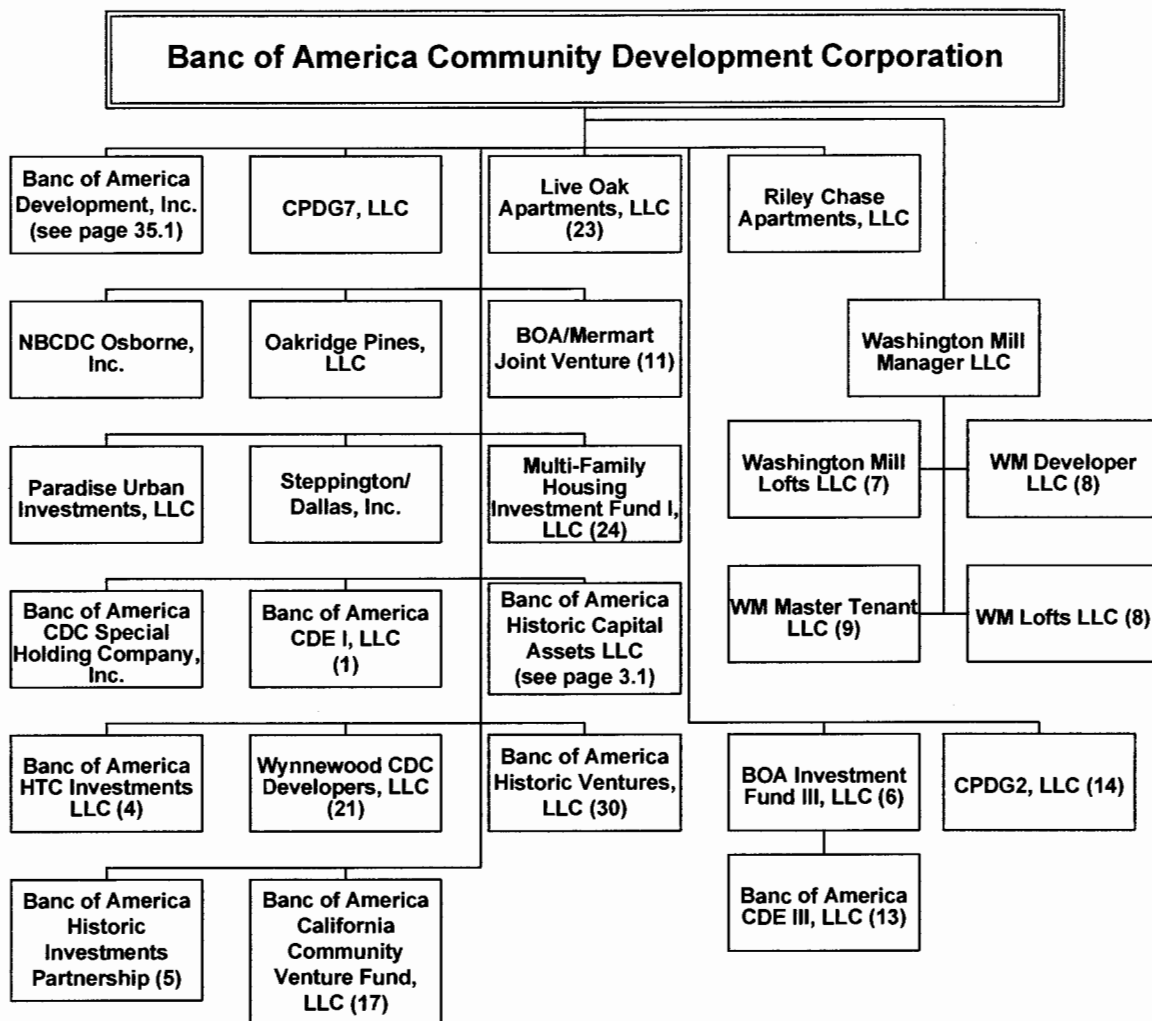 Banc of America Community Development Corporation
Banc of America
Development, Inc.
(see page 35.1)
CPDG7, LLC
Live Oak
Apartments, LLC
(23)
Riley Chase
Apartments, LLC
NBCDC Osborne,
Inc.
Oakridge Pines,
LLC
BOA/Mermart
Joint Venture (11)
Washington Mill
Manager LLC
Paradise Urban
Investments, LLC
Steppington/
Dallas, Inc.
Multi-Family
Housing
Investment Fund I,
LLC (24)
Washington Mill
Lofts LLC (7)
WM Developer
LLC (8)
Banc of America
CDC Special
Holding Company,
Inc.
Banc of America
CDE I, LLC
(1)
Banc of America
Historic Capital
Assets LLC
(see page 3.1)
WM Master Tenant
LLC (9)
WM Lofts LLC (8)
Banc of America
HTC Investments
LLC (4)
Wynnewood CDC
Developers, LLC
(21)
Banc of America
Historic Ventures,
LLC (30)
BOA Investment
Fund III, LLC (6)
CPDG2, LLC (14)
Banc of America
Historic
Investments
Partnership (5)
Banc of America
California
Community
Venture Fund,
LLC (17)
Banc of America
CDE III, LLC (13)